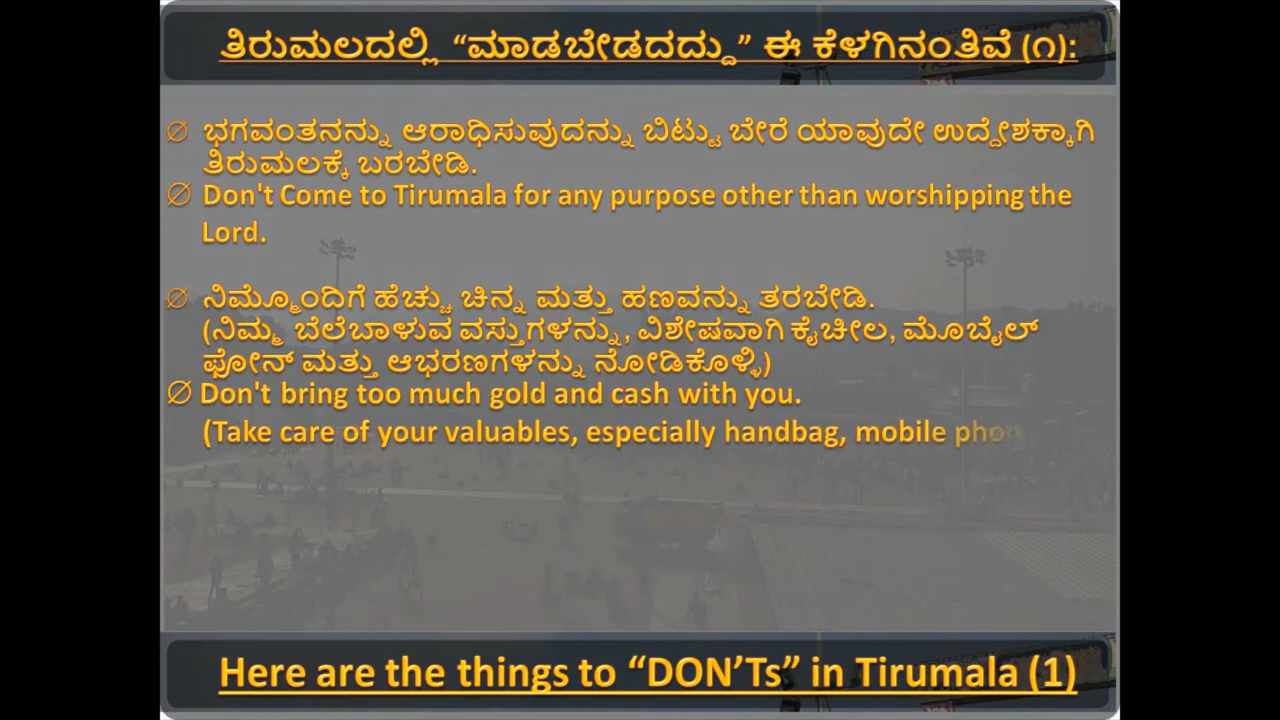 ತಿರುಮಲದಲ್ಲಿ “ಮಾಡಬೇಡದದ್ದು” ಈ ಕೆಳಗಿನಂತಿವೆ (೧):
ಭಗವಂತನನ್ನು ಆರಾಧಿಸುವುದನ್ನು ಬಿಟ್ಟು ಬೇರೆ ಯಾವುದೇ ಉದ್ದೇಶಕ್ಕಾಗಿ
ತಿರುಮಲಕ್ಕೆ ಬರಬೇಡಿ.
Don't Come to Tirumala for any purpose other than worshipping the
Lord.
ನಿಮ್ಮೊಂದಿಗೆ ಹೆಚ್ಚು ಚಿನ್ನ ಮತ್ತು ಹಣವನ್ನು ತರಬೇಡಿ.
(ನಿಮ್ಮ ಬೆಲೆಬಾಳುವ ವಸ್ತುಗಳನ್ನು, ವಿಶೇಷವಾಗಿ ಕೈಚೀಲ, ಮೊಬೈಲ್
ಫೋನ್ ಮತ್ತು ಆಭರಣಗಳನ್ನು ನೋಡಿಕೊಳ್ಳಿ)
Don't bring too much gold and cash with you.
(Take care of your valuables, especially handbag, mobile
Here are the things to “DON’Ts” in Tirumala (1)